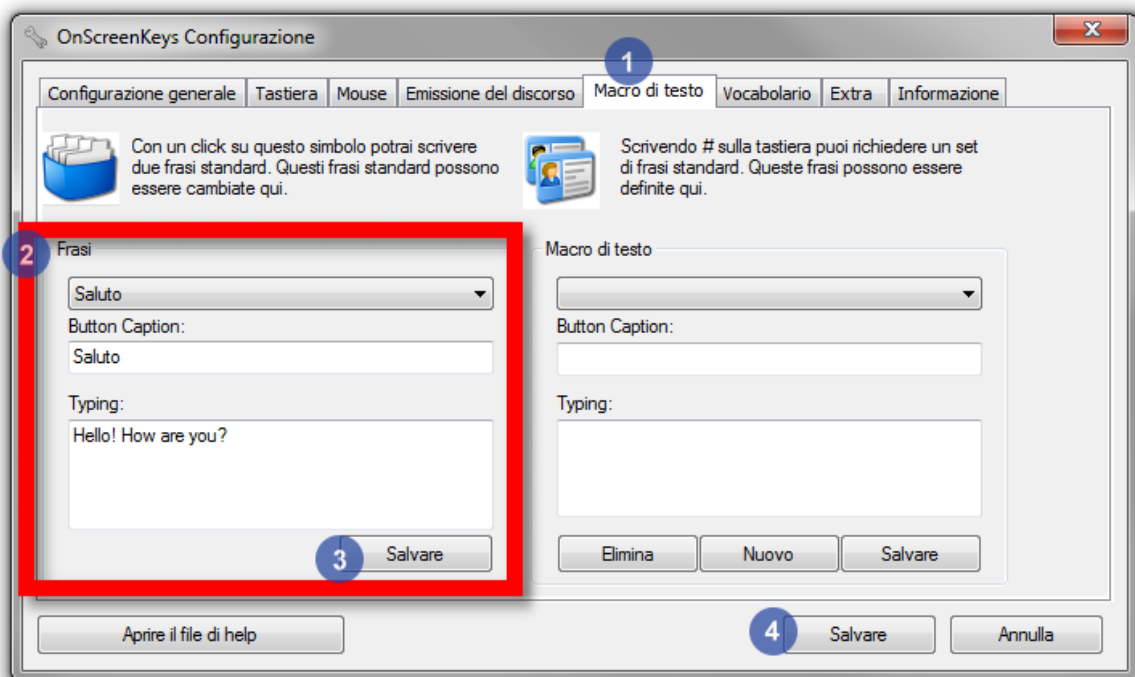 OnScreenKeys Configurazione
1
Configurazione generale Tastiera Mouse Emissione del discorso Macro di testo Vocabolario Extra Informazione
Con un click su questo simbolo potrai scrivere
due frasi standard. Questi frasi standard possono
essere cambiate qui.
Scrivendo # sulla tastiera puoi richiedere un set
di frasi standard. Queste frasi possono essere
definite qui.
2
Frasi
Saluto
Button Caption:
Saluto
Typing:
Hello! How are you?
3
Salvare
Macro di testo
Button Caption:
Typing:
Elimina Nuovo Salvare
Aprire il file di help
4
Salvare
Annulla